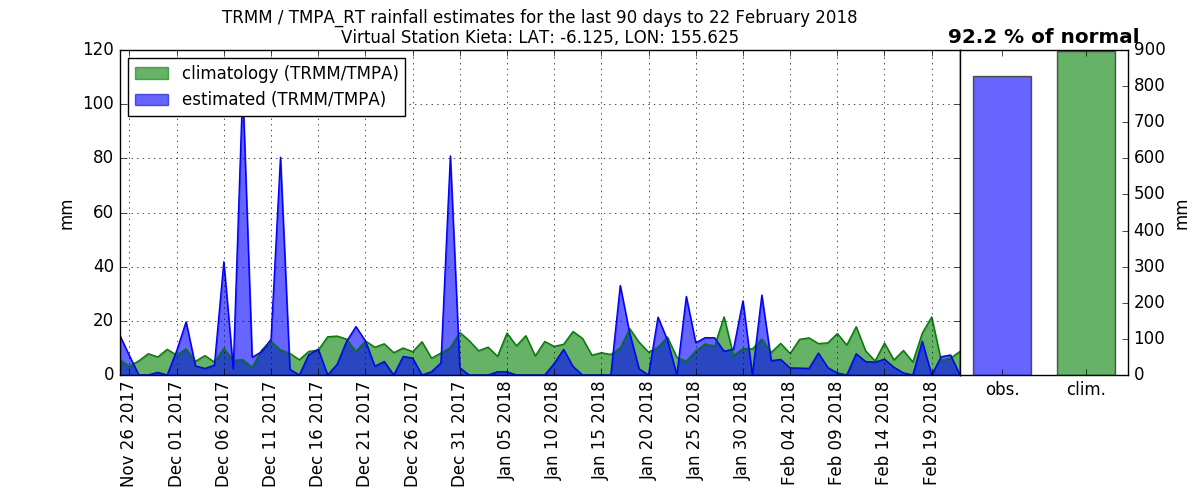 TRMM / TMPA_RT rainfall estimates for the last 90 days to 22 February 2018
Virtual Station Kieta: LAT: -6.125, LON: 155.625
92.2 % of normal
climatology (TRMM/TMPA)
estimated (TRMM/TMPA)
120
100
80
60
40
20
0
mm
Nov 26 2017
Dec 01 2017
Dec 06 2017
Dec 11 2017
Dec 16 2017
Dec 21 2017
Dec 26 2017
Dec 31 2017
Jan 05 2018
Jan 10 2018
Jan 15 2018
Jan 20 2018
Jan 25 2018
Jan 30 2018
Feb 04 2018
Feb 09 2018
Feb 14 2018
Feb 19 2018
obs.
clim.
900
800
700
600
500
400
300
200
100
0
mm